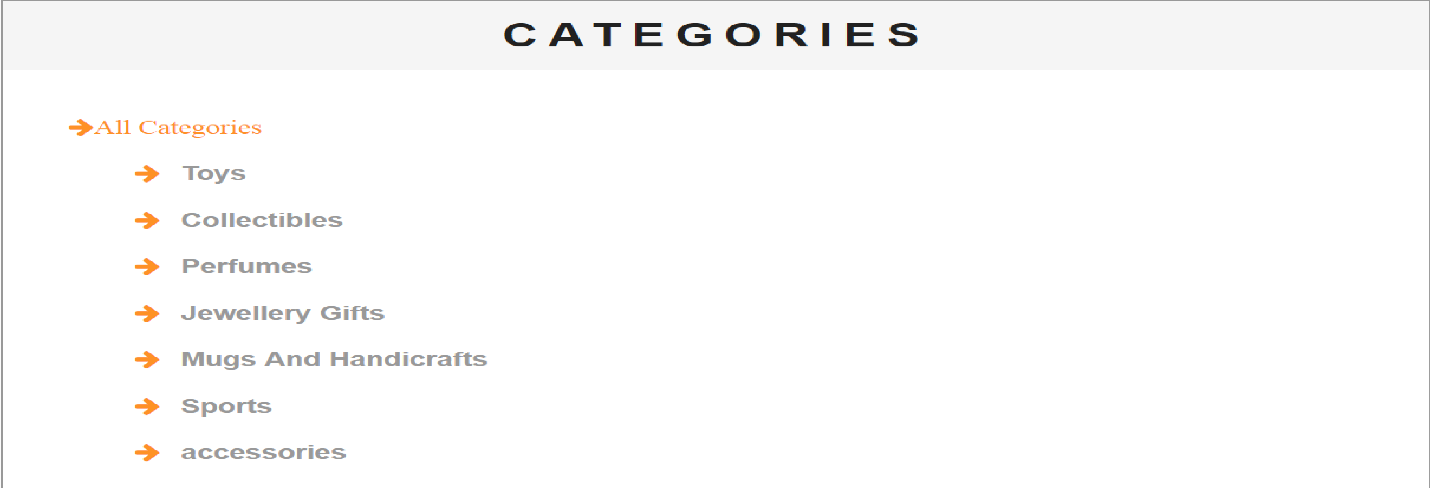 CATEGORIES
All Categories
Toys
Collectibles
Perfumes
Jewellery Gifts
Mugs And Handicrafts
Sports
accessories